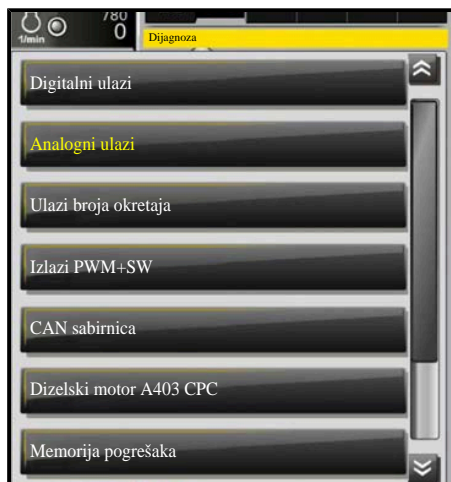 780
1/min 0
Dijagnoza
Digitalni ulazi
Analogni ulazi
Ulazi broja okretaja
Izlazi PWM+SW
CAN sabirnica
Dizelski motor A403 CPC
Memorija pogrešaka